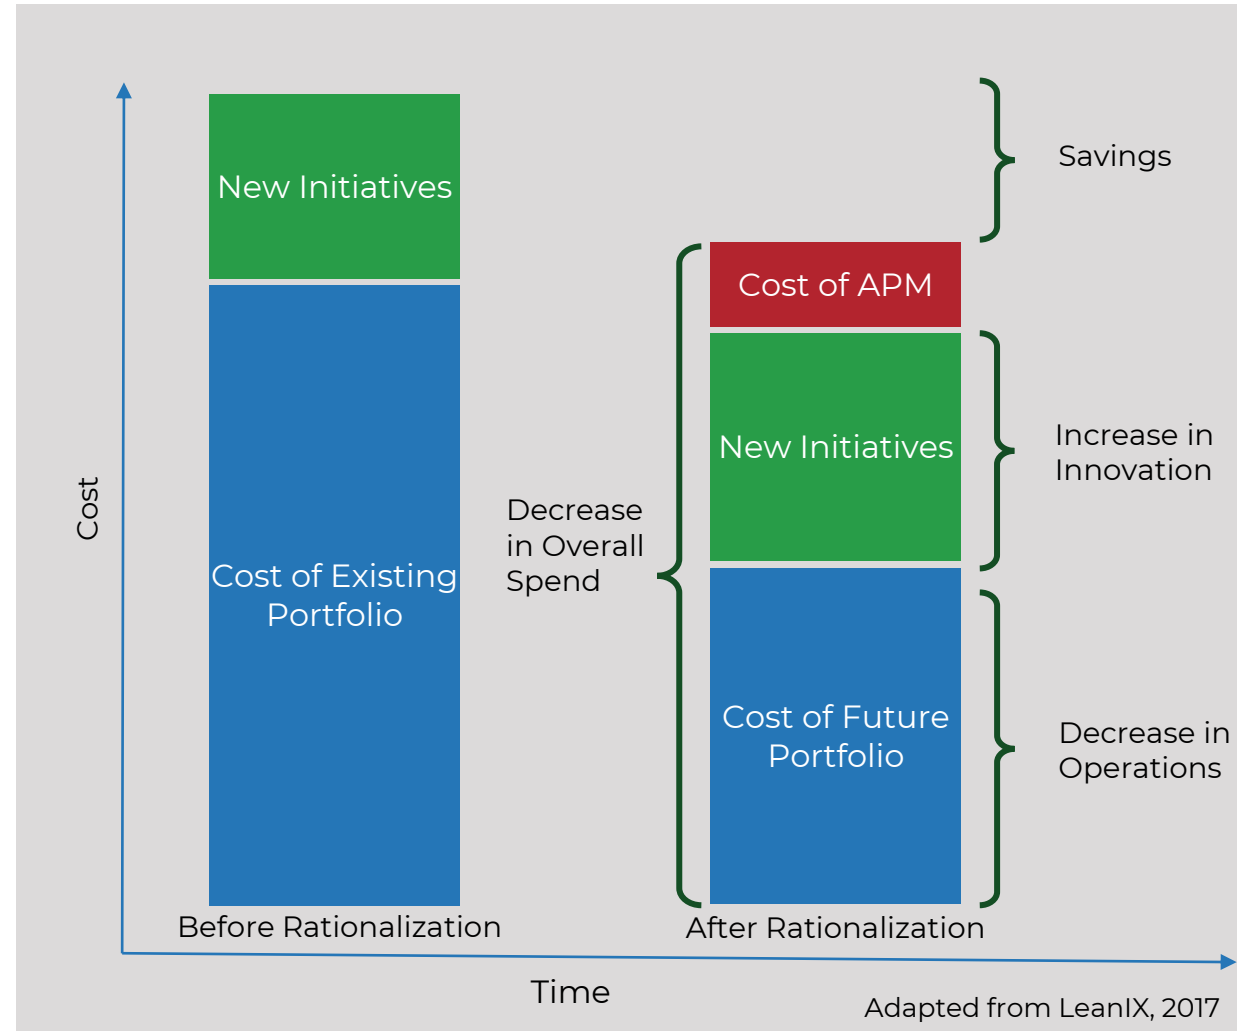 New Initiatives
Cost of Existing
Portfolio
Before Rationalization
Cost
Decrease
in Overall
Spend
Cost of APM
New Initiatives
Cost of Future
Portfolio
After Rationalization
Savings
Increase in
Innovation
Decrease in
Operations
Time
Adapted from LeanIX, 2017